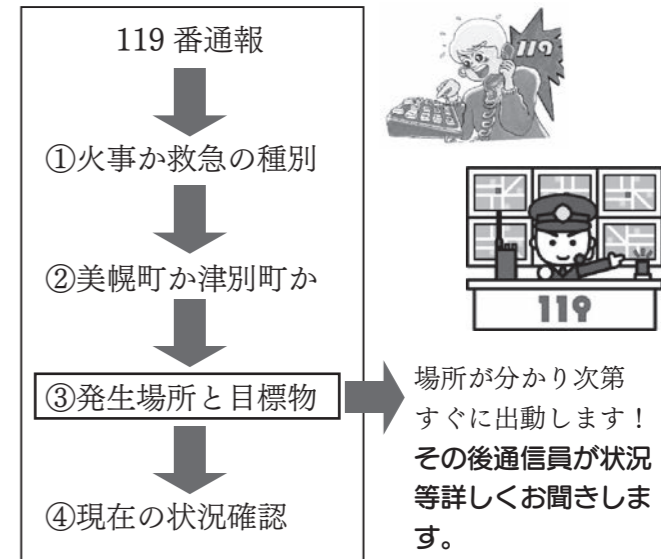 119番通報
①火事か救急の種別
②美幌町か津別町か
③発生場所と目標物
④現在の状況確認
119
119
場所が分かり次第
すぐに出動します！
その後通信員が状況
等詳しくお聞きしま
す。